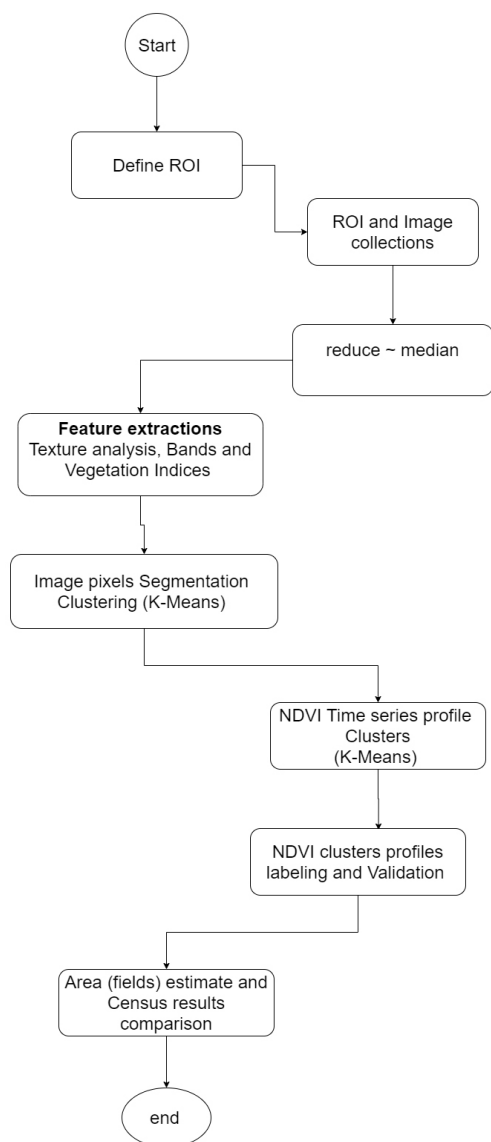 Start
Define ROI
ROI and Image
collections
reduce ~ median
Feature extractions
Texture analysis, Bands and
Vegetation Indices
Image pixels Segmentation
Clustering (K-Means)
NDVI Time series profile
Clusters
(K-Means)
NDVI clusters profiles
labeling and Validation
Area (fields) estimate and
Census results
comparison
end